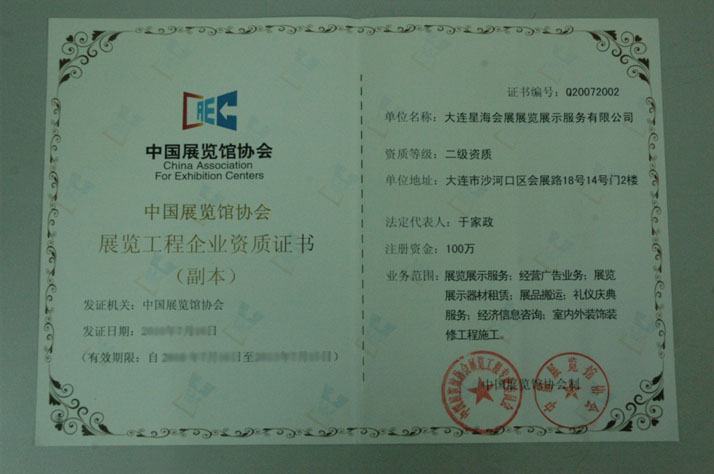 CAEC
中国展览馆协会
China Association
For Exhibition Centers
中国展览馆协会
展览工程企业资质证书
（副本）
发证机关：中国展览馆协会
发证日期：
（有效期限：自 至
证书编号：Q20072002
单位名称：大连星海会展展览展示服务有限公司
资质等级：二级资质
单位地址：大连市沙河口区会展路18号14号门2楼
法定代表人：于家政
注册资金：100万
业务范围：展览展示服务；经营广告业务；展览
展示器材租赁；展品搬运；礼仪庆典
服务；经济信息咨询；室内外装饰装
修工程施工。
中国展览馆协会制
中国展览馆协会